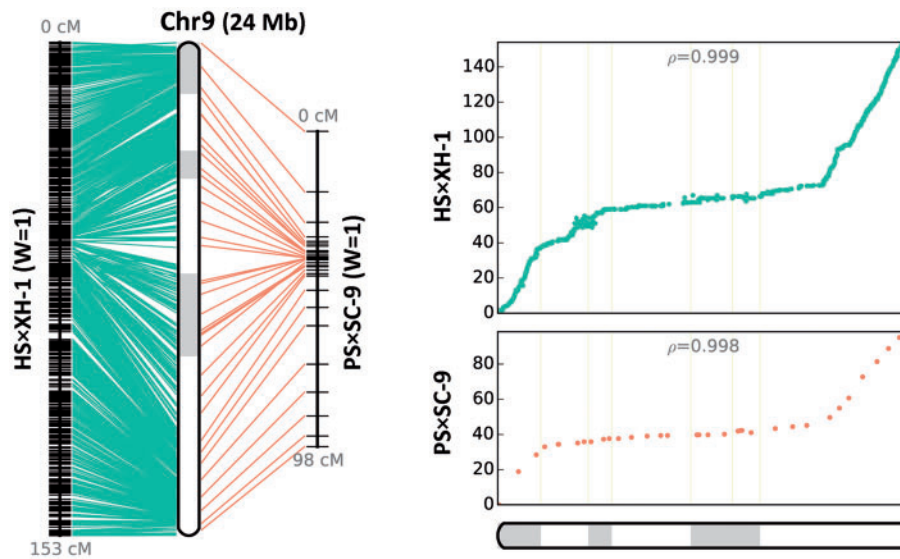 Chr9 (24 Mb)
0 cM
HS×XH-1 (W=1)
153 cM
0 cM
PS×SC-9 (W=1)
98 cM
ρ=0.999
HS×XH-1
140
120
100
80
60
40
20
0
ρ=0.998
PS×SC-9
80
60
40
20
0